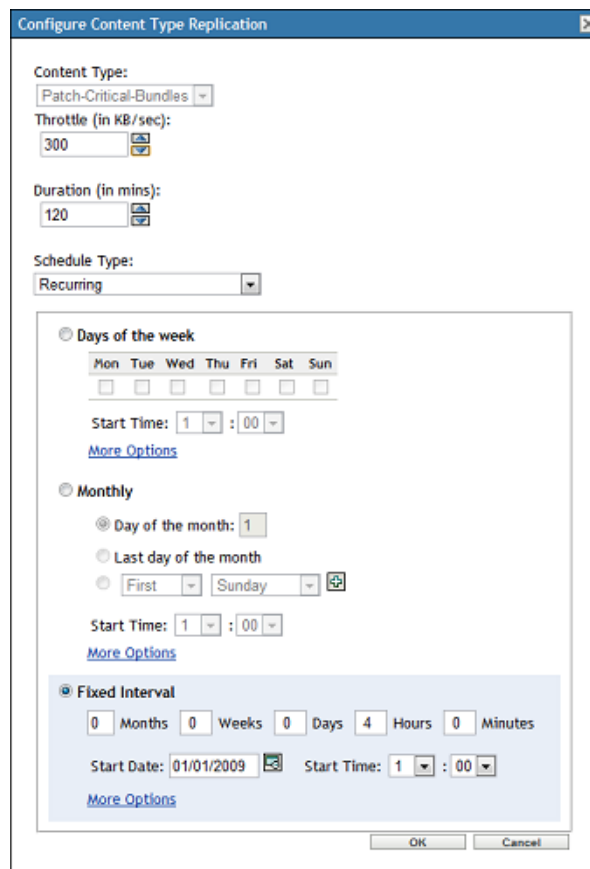 Configure Content Type Replication
Content Type:
Patch-Critical-Bundles
Throttle (in KB/sec):
300
Duration (in mins):
120
Schedule Type:
Recurring
Days of the week
Mon Tue Wed Thu Fri Sat Sun
Start Time: 1 : 00
More Options
Monthly
Day of the month: 1
Last day of the month
First Sunday
Start Time: 1 : 00
More Options
Fixed Interval
0 Months 0 Weeks 0 Days 4 Hours 0 Minutes
Start Date: 01/01/2009 Start Time: 1 : 00
More Options
OK Cancel